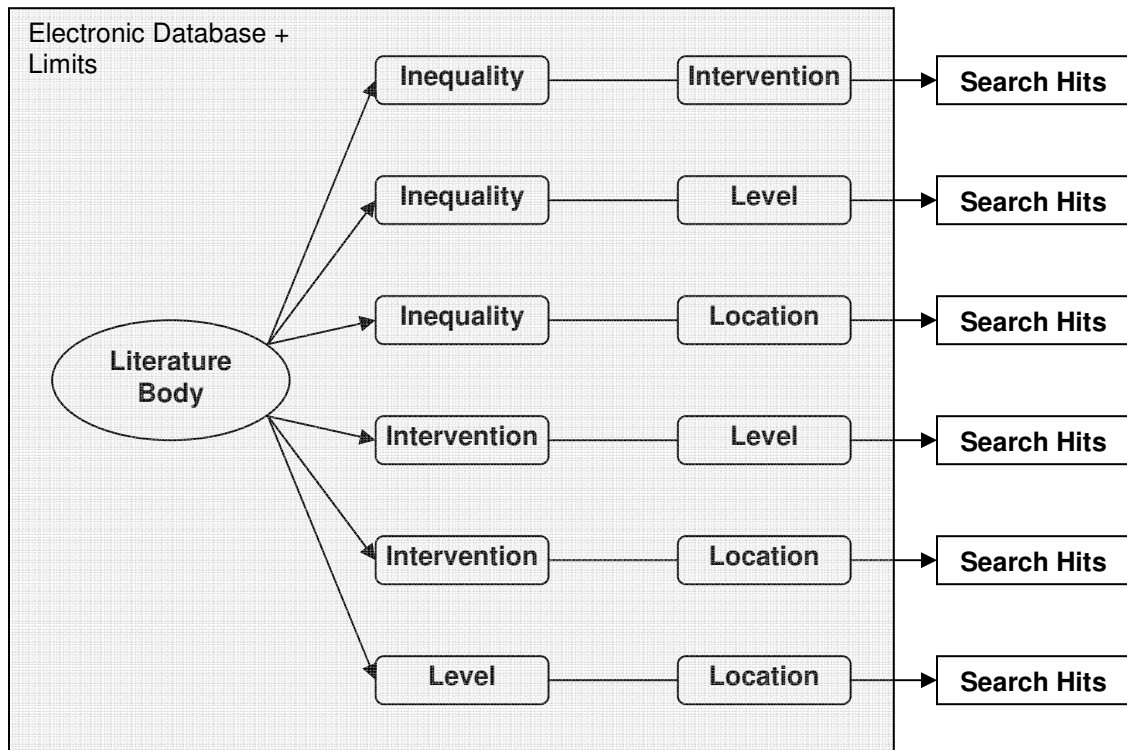 Electronic Database +
Limits
Inequality Intervention Search Hits
Inequality Level Search Hits
Inequality Location Search Hits
Literature
Body
Intervention Level Search Hits
Intervention Location Search Hits
Level Location Search Hits